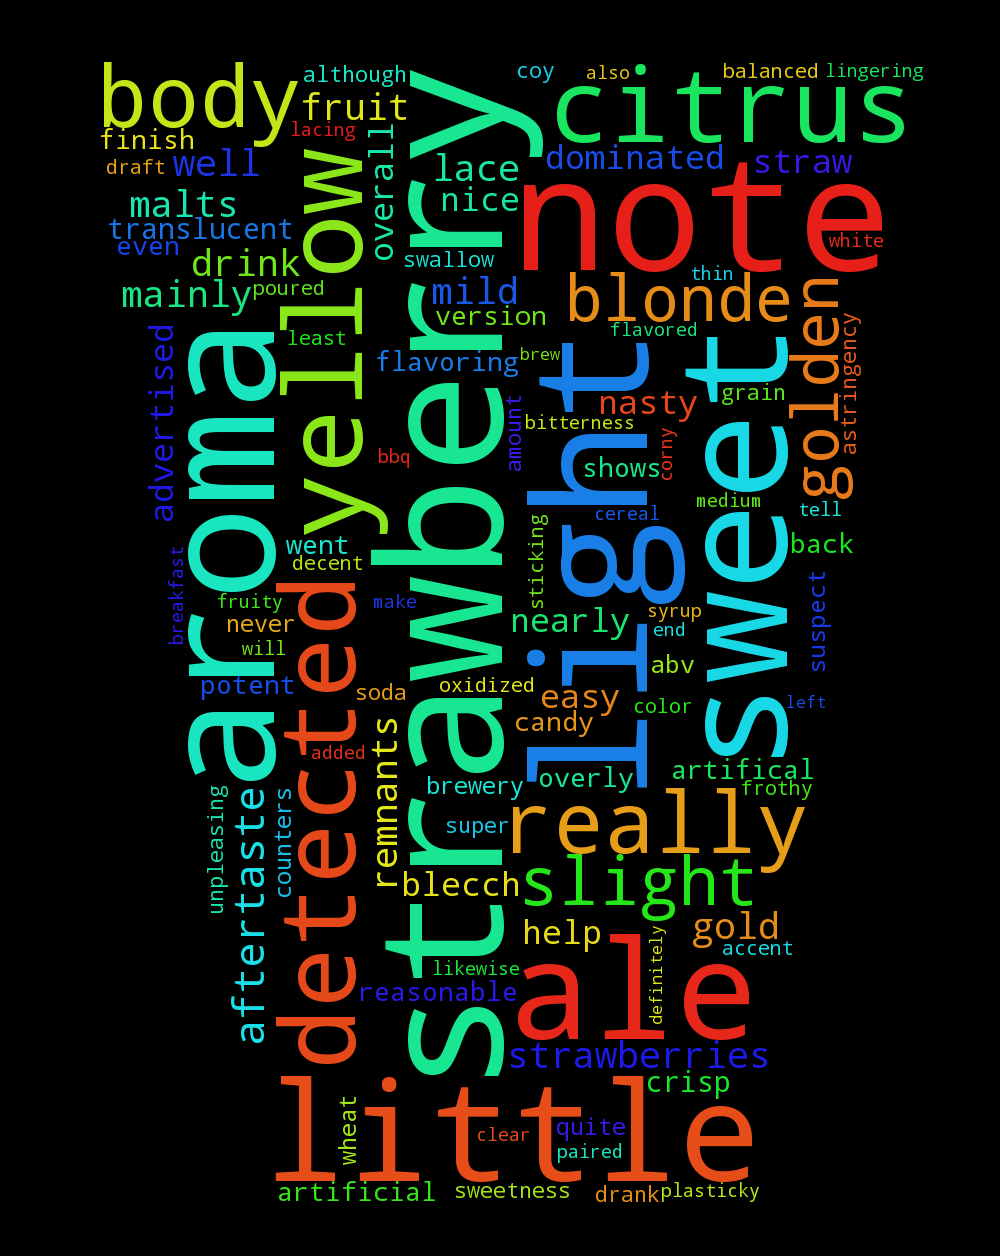 body
although
coy
also
balanced
lingering
citrus
fruit
finish
lacing
draft
well
overall
lace
dominated
straw
malts
nice
note
translucent
even
yellow
strawberry
white
drink
swallow
thin
mainly
poured
mild
blonde
golden
version
flavored
least
advertised
aroma
flavoring
brew
light
sweet
astringency
nasty
grain
bitterness
amount
bbq
shows
corny
medium
cereal
tell
sticking
went
back
decent
breakfast
fruity
make
never
nearly
syrup
end
suspect
will
detected
potent
soda
oxidized
abv
easy
color
left
candy
remnants
added
brewery
overly
artifical
frothy
unpleasing
aftertaste
counters
super
really
blecch
slight
help
gold
accent
definitely
likewise
reasonable
ale
strawberries
crisp
little
wheat
clear
quite
paired
artificial
sweetness
drank
plasticky